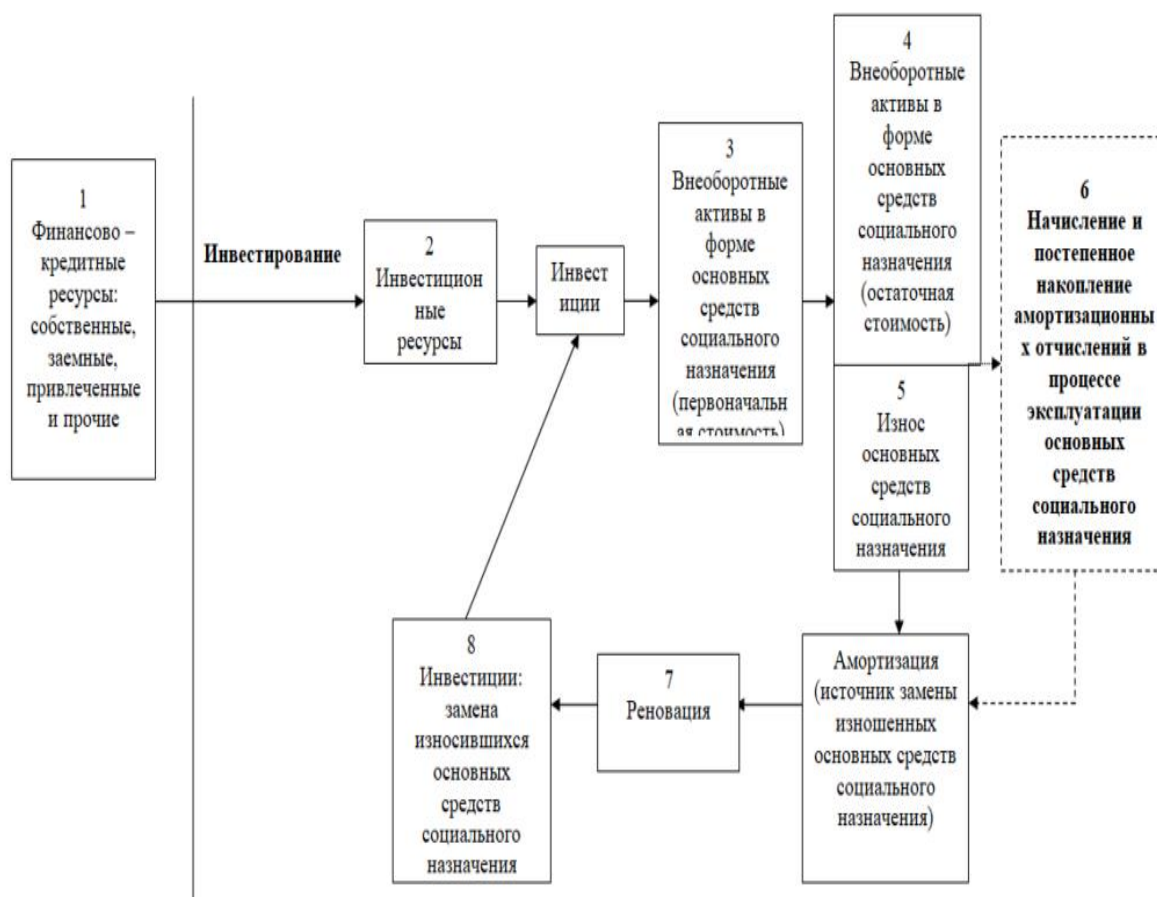 1
Финансово –
кредитные
ресурсы:
собственные,
заемные,
привлеченные
и прочие
Инвестирование
2
Инвестицион
ные
ресурсы
Инвест
иции
3
Внеоборотные
активы в
форме
основных
средств
социального
назначения
(первоначальн
ая стоимость)
4
Внеоборотные
активы в
форме
основных
средств
социального
назначения
(остаточная
стоимость)
5
Износ
основных
средств
социального
назначения
6
Начисление и
постепенное
накопление
амортизационны
х отчислений в
процессе
эксплуатации
основных
средств
социального
назначения
Амортизация
(источник замены
изношенных
основных средств
социального
назначения)
7
Реновация
8
Инвестиции:
замена
износившихся
основных
средств
социального
назначения